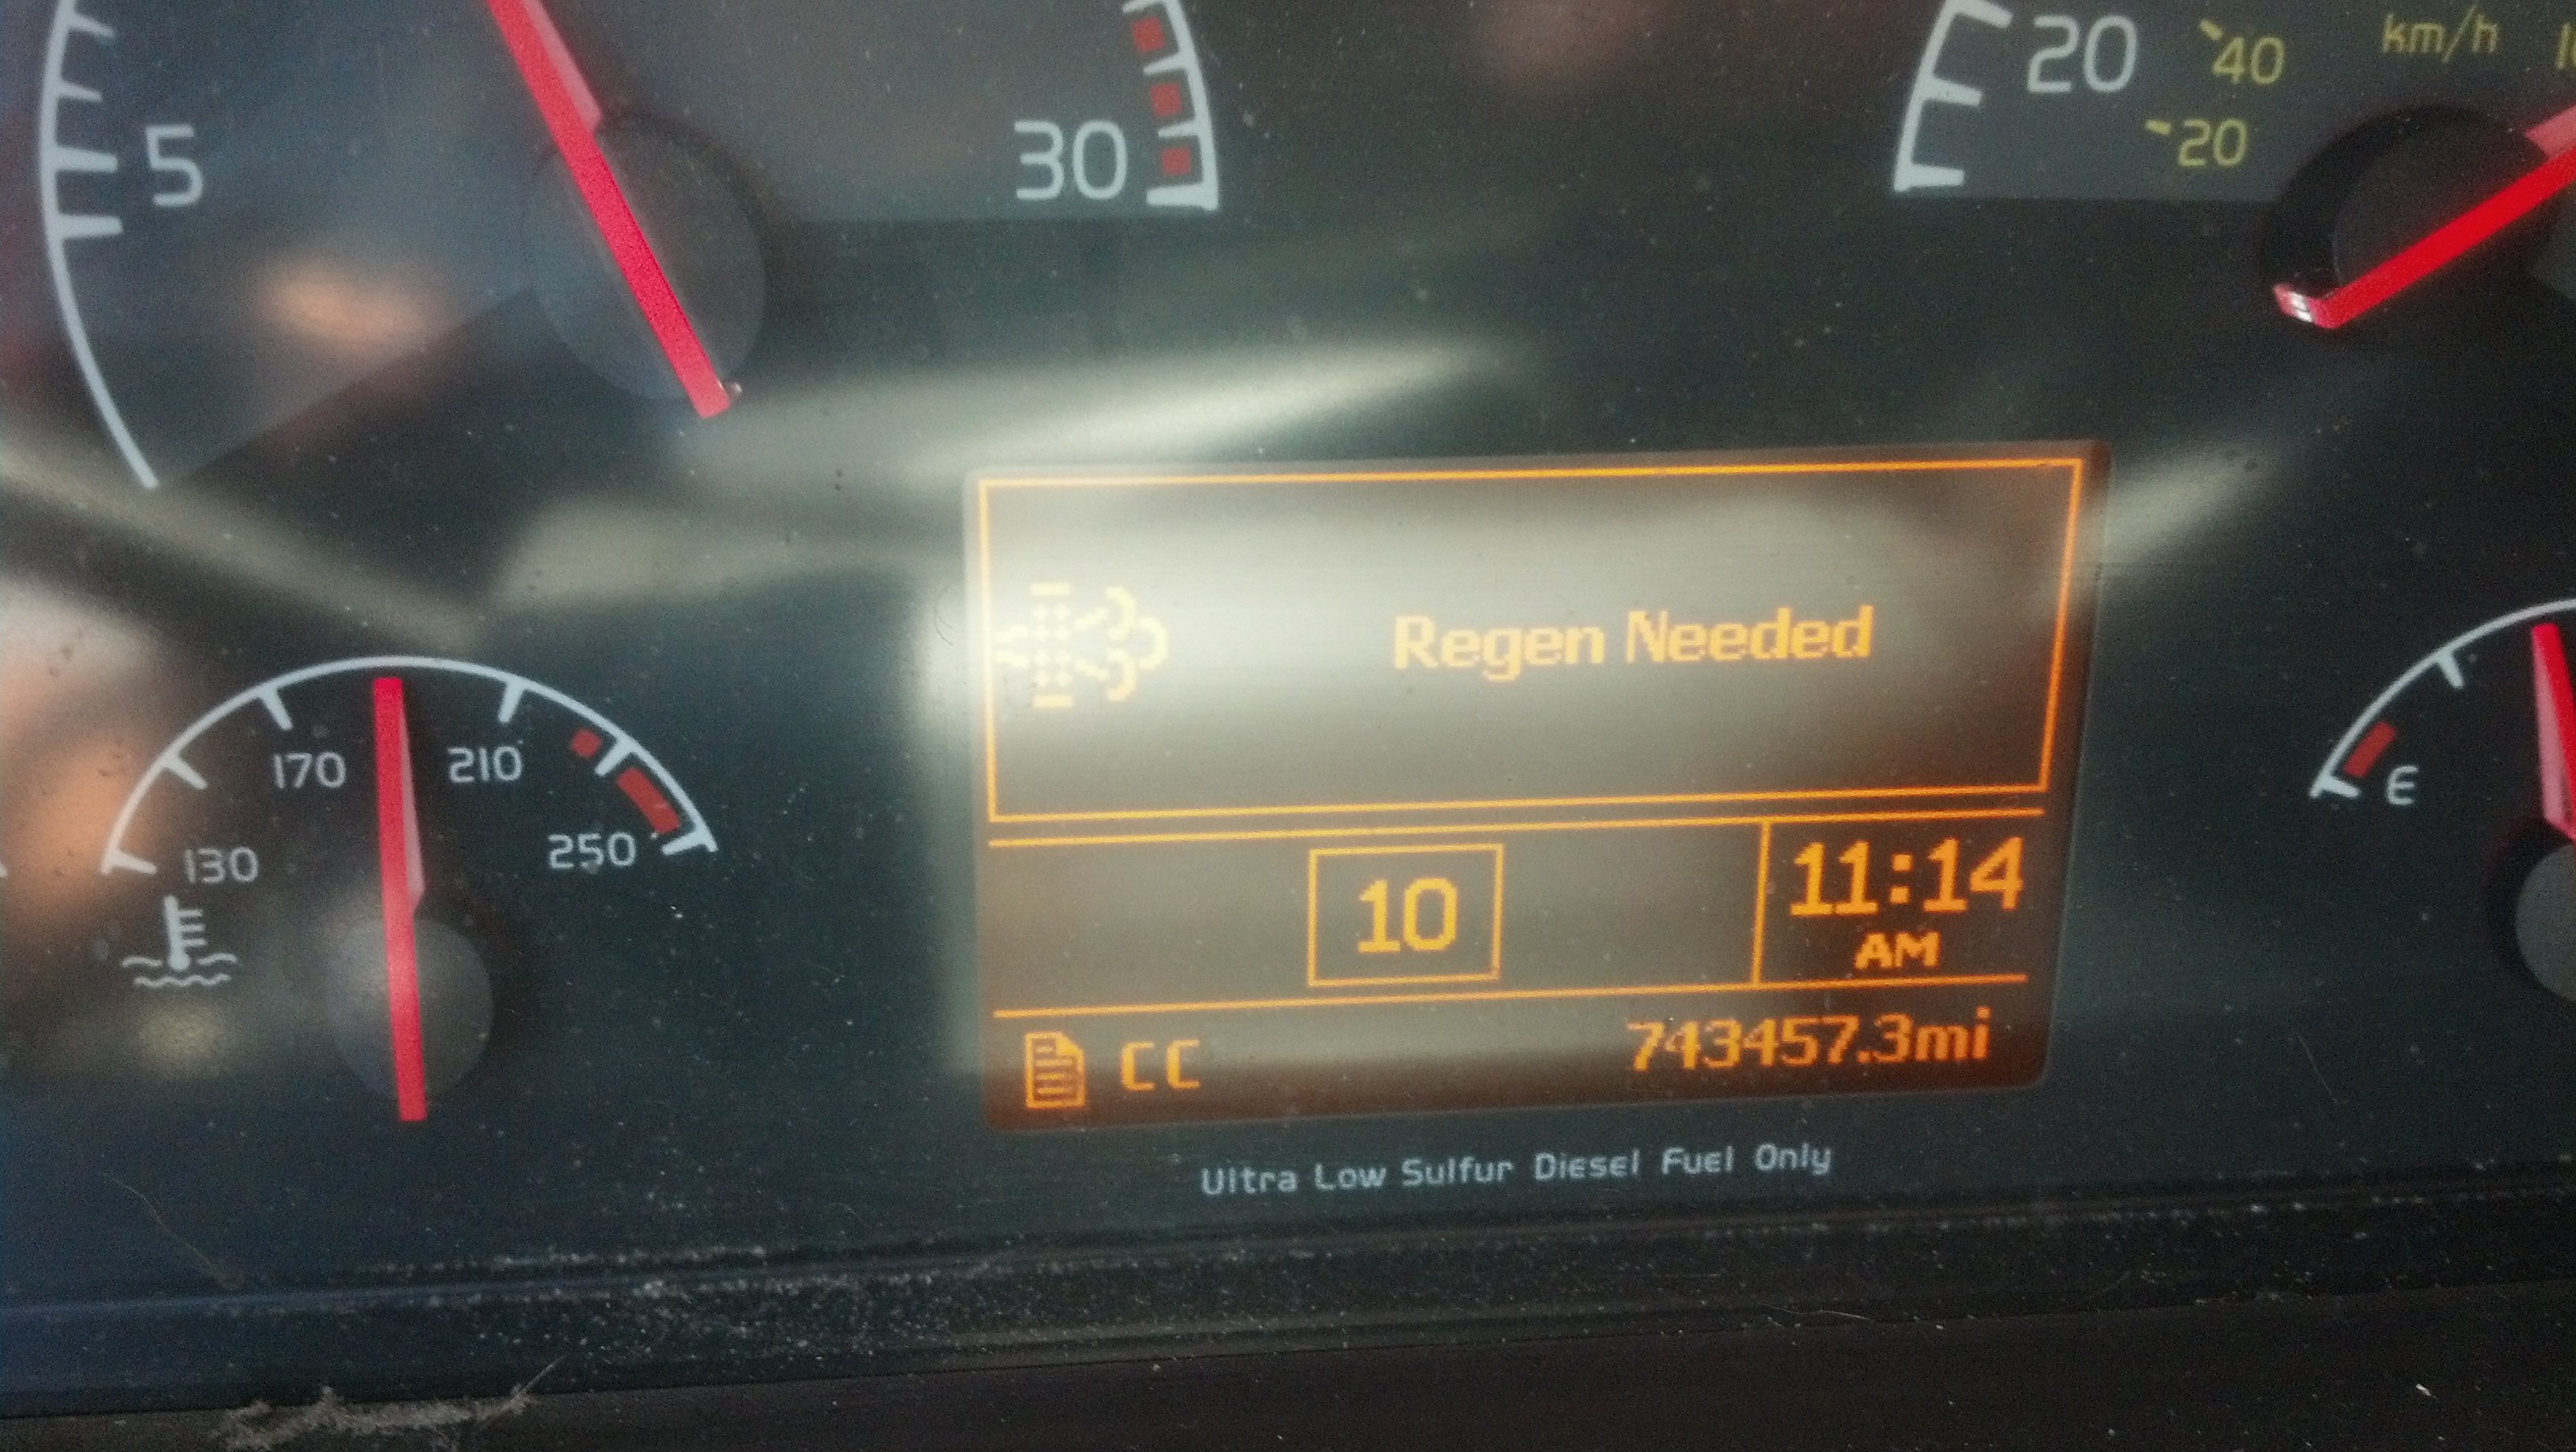 5
30
20
40
km/h
20
Regen Needed
170
210
130
250
E
10
11:14
AM
CC
743457.3mi
Ultra Low Sulfur Diesel Fuel Only